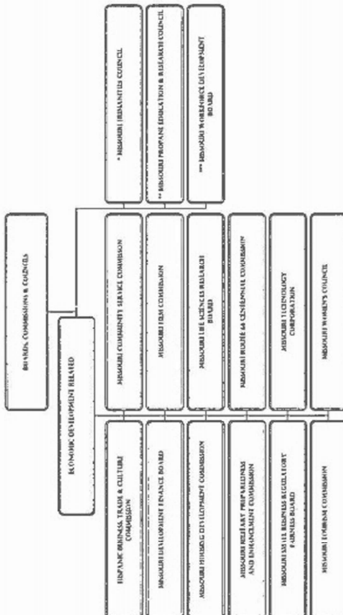 BOARDS, COMMISSIONS & COUNCILS
ECONOMIC DEVELOPMENT RELATED
HISPANIC BUSINESS, TRADE & CULTURE
COMMISSION
MISSOURI DEVELOPMENT FINANCE BOARD
MISSOURI HOUSING DEVELOPMENT COMMISSION
MISSOURI MILITARY PREPAREDNESS
AND ENHANCEMENT COMMISSION
MISSOURI SMALL BUSINESS REGULATORY
FAIRNESS BOARD
MISSOURI TOURISM COMMISSION
MISSOURI COMMUNITY SERVICE COMMISSION
MISSOURI FILM COMMISSION
MISSOURI LIFE SCIENCES RESEARCH
BOARD
MISSOURI ROUTE 66 CENTENNIAL COMMISSION
MISSOURI TECHNOLOGY
CORPORATION
MISSOURI WOMEN'S COUNCIL
* MISSOURI HUMANITIES COUNCIL
** MISSOURI PROPANE EDUCATION & RESEARCH COUNCIL
*** MISSOURI WORKFORCE DEVELOPMENT
BOARD